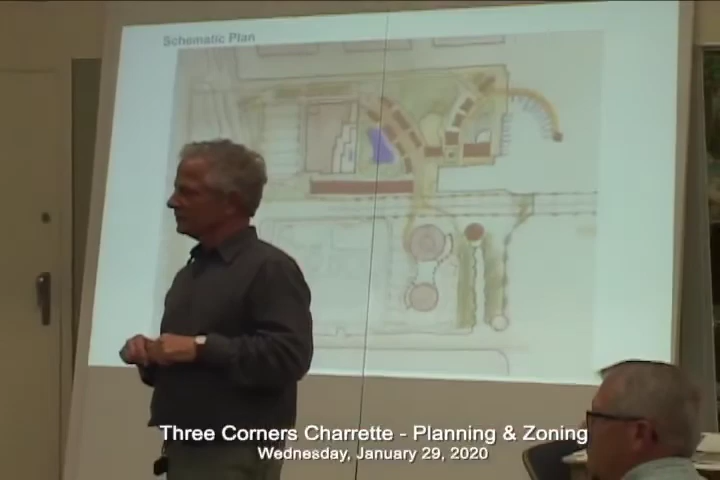 Schematic Plan
Three Corners Charrette - Planning & Zoning
Wednesday, January 29, 2020